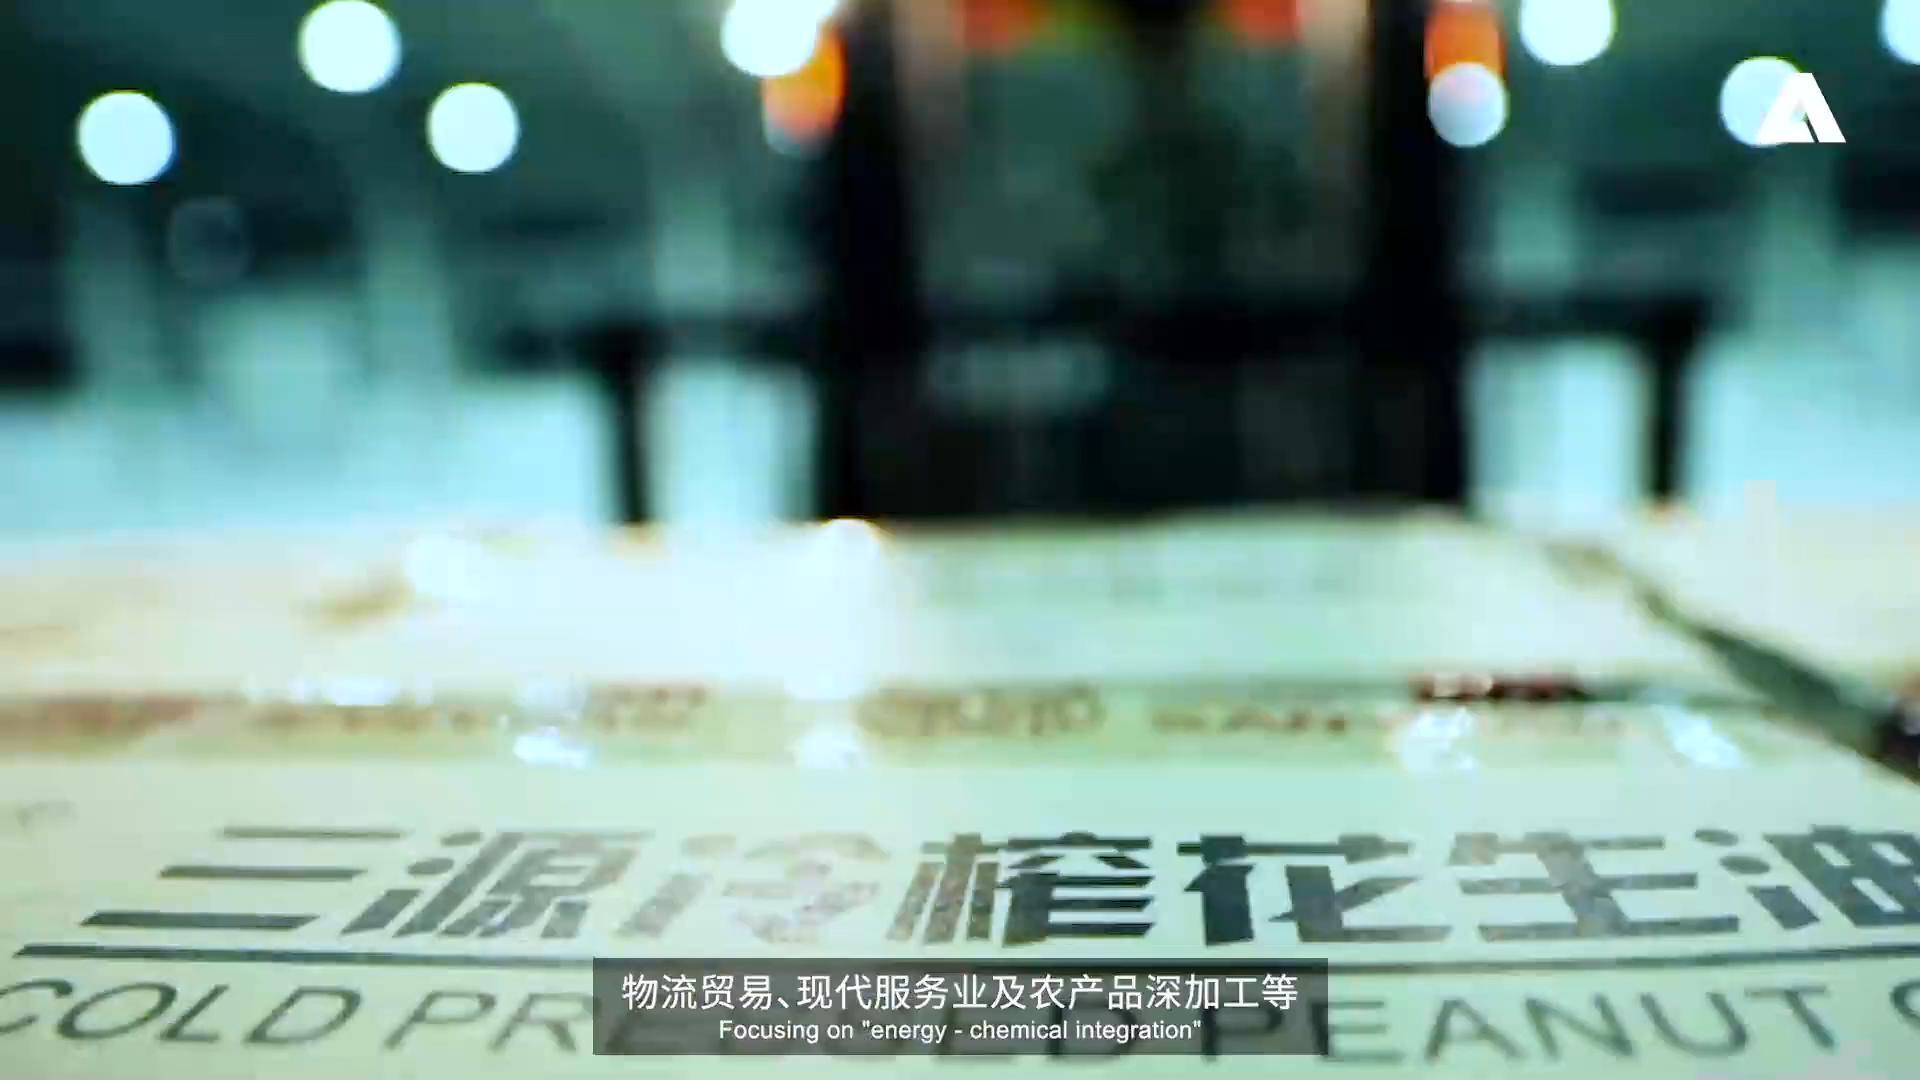 三源冷榨花生油
COLD PRESSED PEANUT
物流贸易、现代服务业及农产品深加工等
Focusing on "energy - chemical integration"